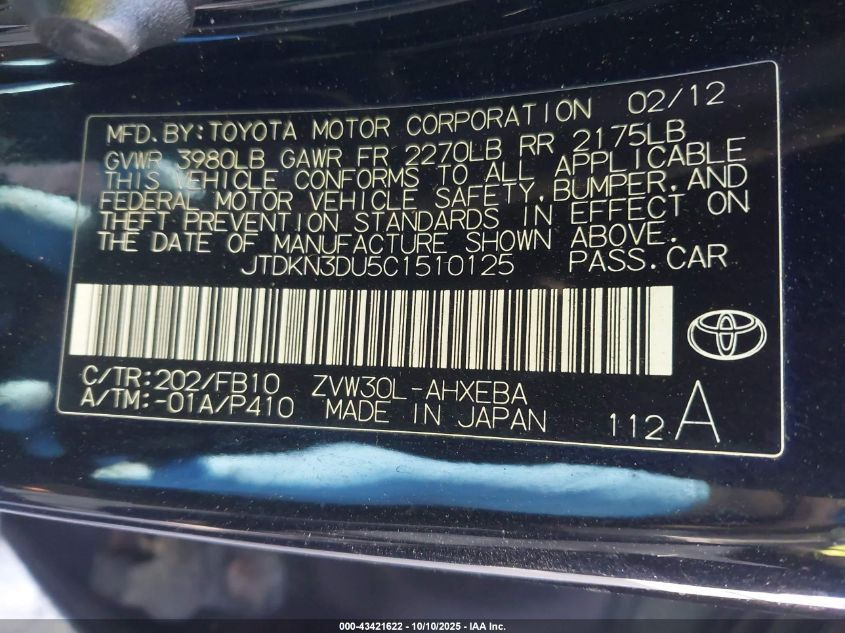 MFD.BY:TOYOTA MOTOR CORPORATION 02/12
GVWR 3980LB GAWR FR 2270LB RR 2175LB
THIS VEHICLE CONFORMS TO ALL APPLICABLE
FEDERAL MOTOR VEHICLE SAFETY,BUMPER,AND
THEFT PREVENTION STANDARDS IN EFFECT ON
THE DATE OF MANUFACTURE SHOWN ABOVE.
JTDKN3DU5C1510125 PASS.CAR
C/TR:202/FB10 ZVW30L-AHXEBA
A/TM:-01A/P410 MADE IN JAPAN 112 A
000-43421622 - 10/10/2025 - IAA Inc.